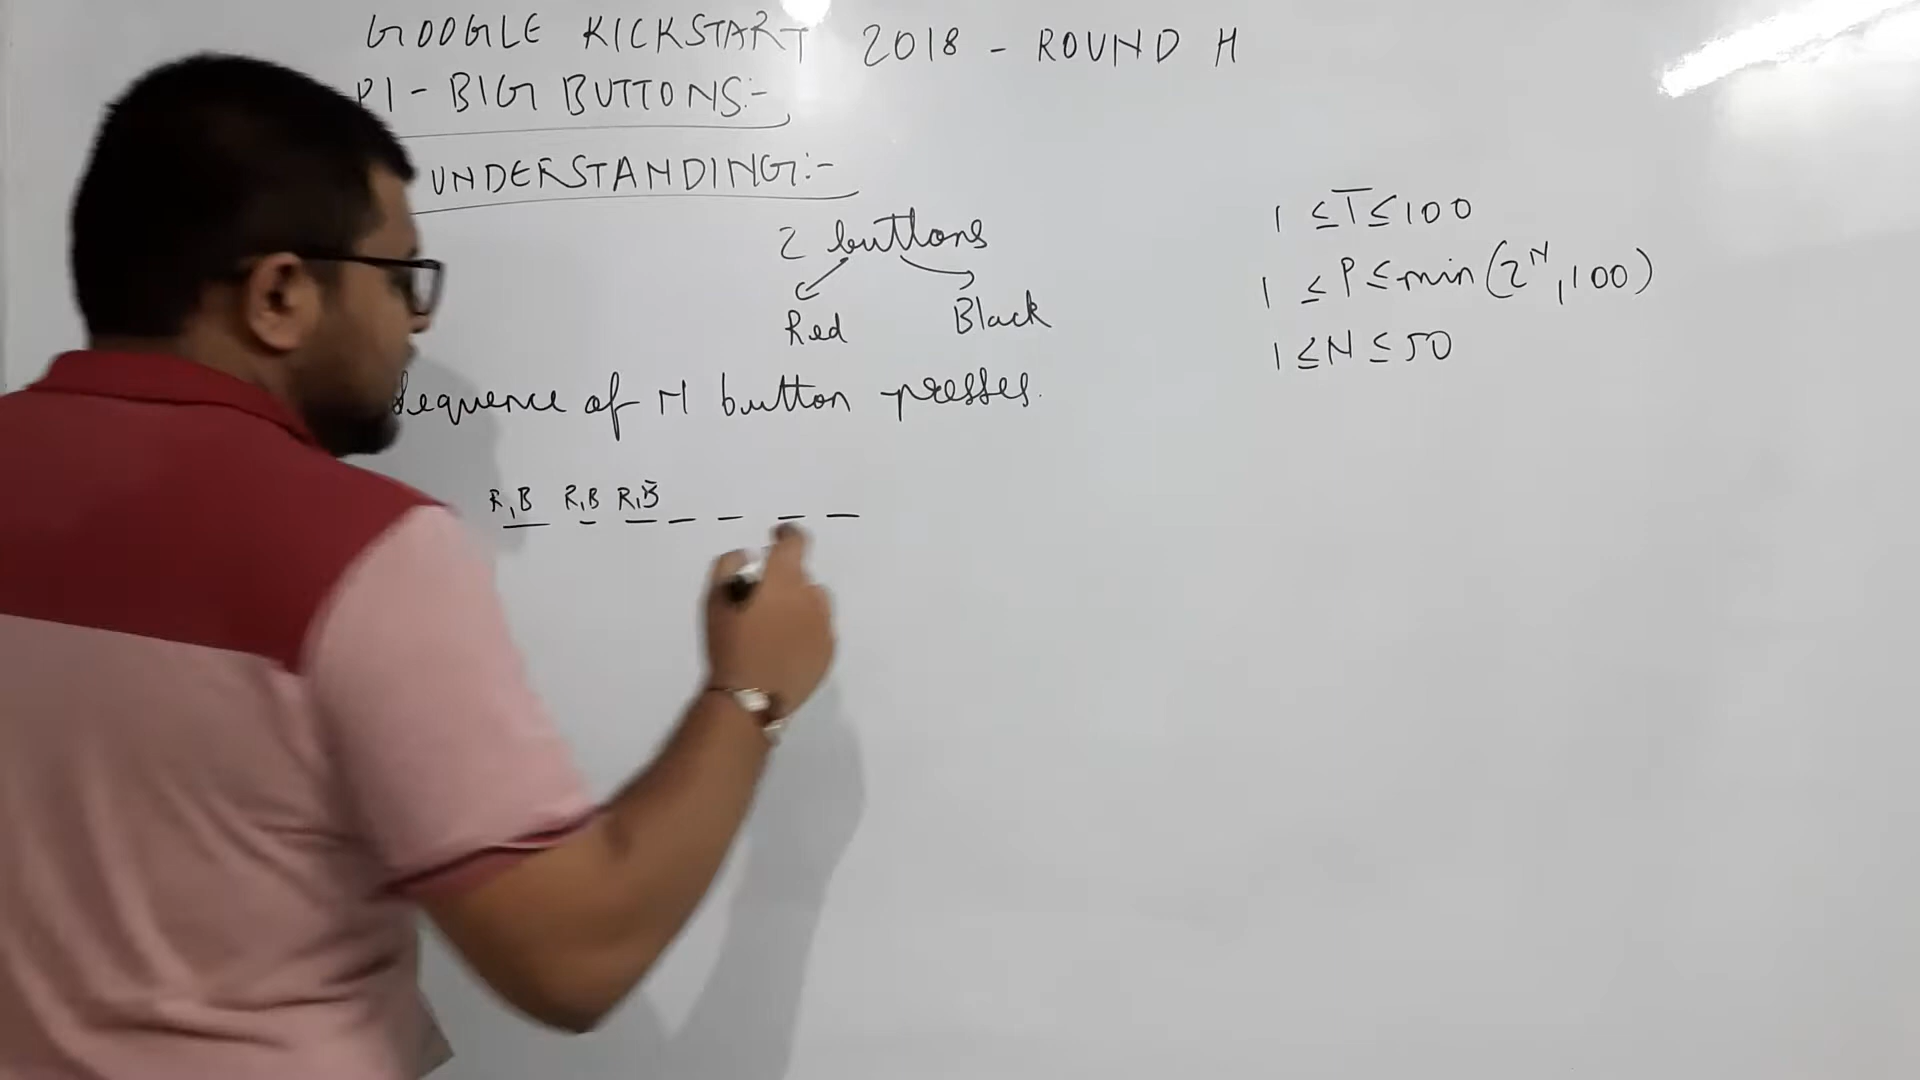 GOOGLE KICKSTART 2018 - ROUND H
P1 - BIG BUTTONS:-
UNDERSTANDING:-
2 buttons
Red Black
Sequence of N button presses.
R,B R,B R,B
1 ≤ T ≤ 100
1 ≤ P ≤ min(2^N, 100)
1 ≤ N ≤ 50